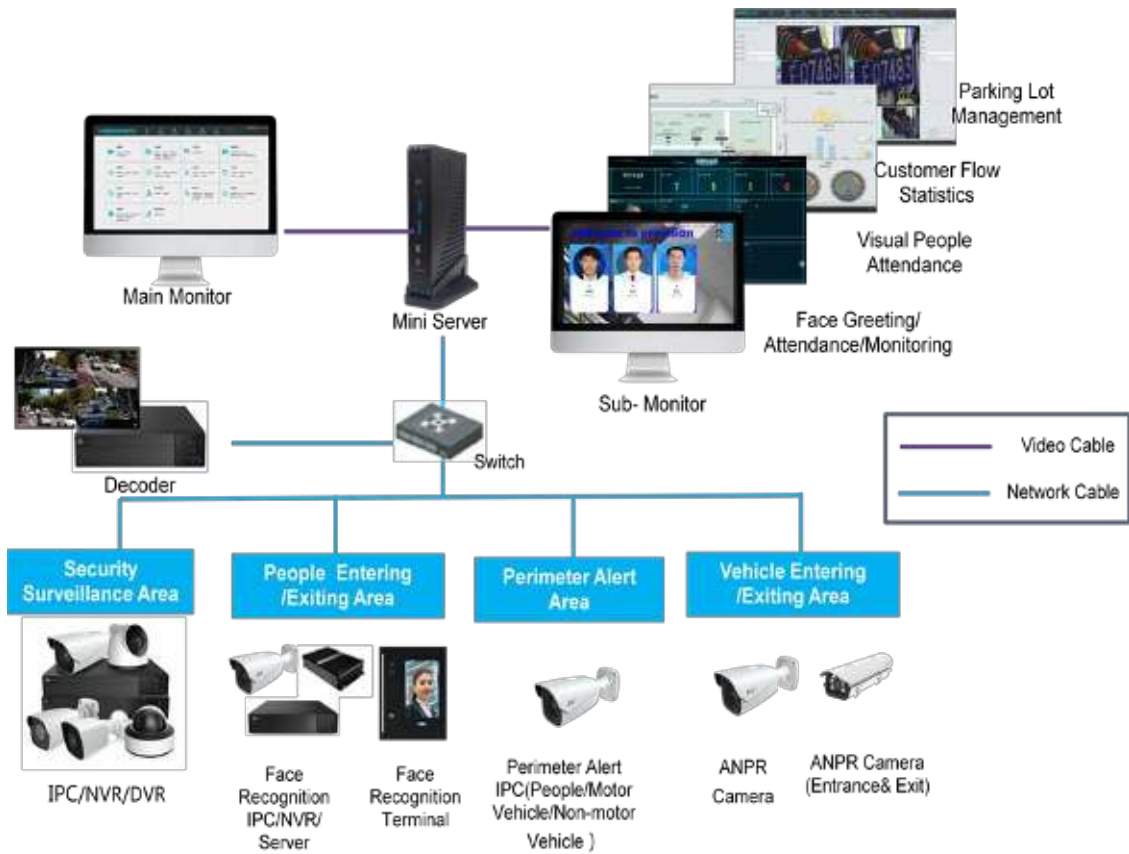 E07483
E07483
Parking Lot
Management
Customer Flow
Statistics
Visual People
Attendance
Main Monitor
Mini Server
Face Greeting/
Attendance/Monitoring
Sub- Monitor
Video Cable
Network Cable
Decoder
Switch
Security
Surveillance Area
People Entering
/Exiting Area
Perimeter Alert
Area
Vehicle Entering
/Exiting Area
IPC/NVR/DVR
Face
Recognition
IPC/NVR/
Server
Face
Recognition
Terminal
Perimeter Alert
IPC(People/Motor
Vehicle/Non-motor
Vehicle )
ANPR
Camera
ANPR Camera
(Entrance& Exit)